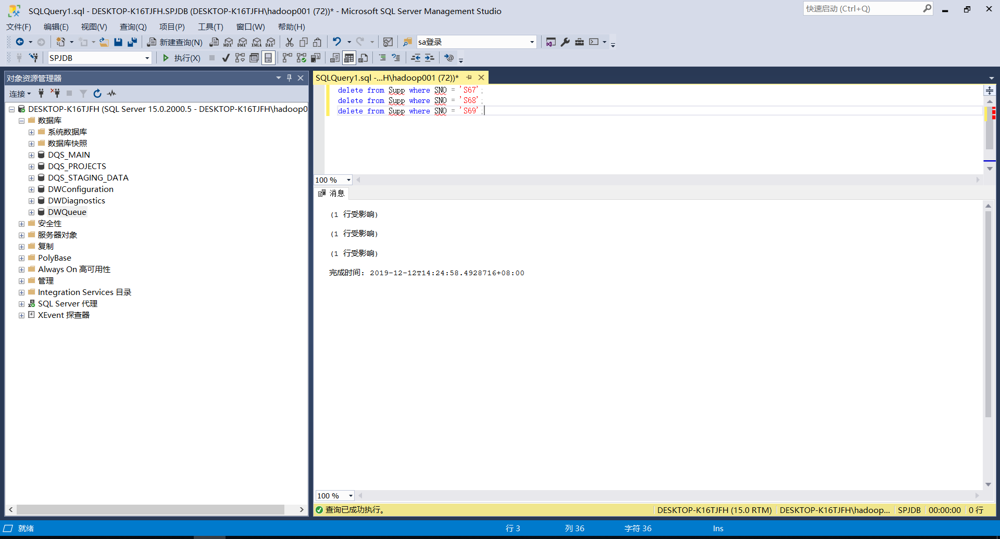 SQLQuery1.sql - DESKTOP-K16TJFH.SPJDB (DESKTOP-K16TJFH\hadoop001 (72))* - Microsoft SQL Server Management Studio
快速启动 (Ctrl+Q)
文件(F) 编辑(E) 视图(V) 查询(Q) 项目(P) 工具(T) 窗口(W) 帮助(H)
新建查询(N) MDX DMX XMLA DAX sa登录
SPJDB 执行(X)
对象资源管理器
连接
DESKTOP-K16TJFH (SQL Server 15.0.2000.5 - DESKTOP-K16TJFH\hadoop0
数据库
系统数据库
数据库快照
DQS_MAIN
DQS_PROJECTS
DQS_STAGING_DATA
DWConfiguration
DWDiagnostics
DWQueue
安全性
服务器对象
复制
PolyBase
Always On 高可用性
管理
Integration Services 目录
SQL Server 代理
XEvent 探查器
SQLQuery1.sql -...H\hadoop001 (72))*
delete from Supp where SNO = 'S67';
delete from Supp where SNO = 'S68';
delete from Supp where SNO = 'S69';
100 %
消息
(1 行受影响)
(1 行受影响)
(1 行受影响)
完成时间: 2019-12-12T14:24:58.4928716+08:00
100 %
查询已成功执行。 DESKTOP-K16TJFH (15.0 RTM) DESKTOP-K16TJFH\hadoop... SPJDB 00:00:00 0 行
就绪 行 3 列 36 字符 36 Ins